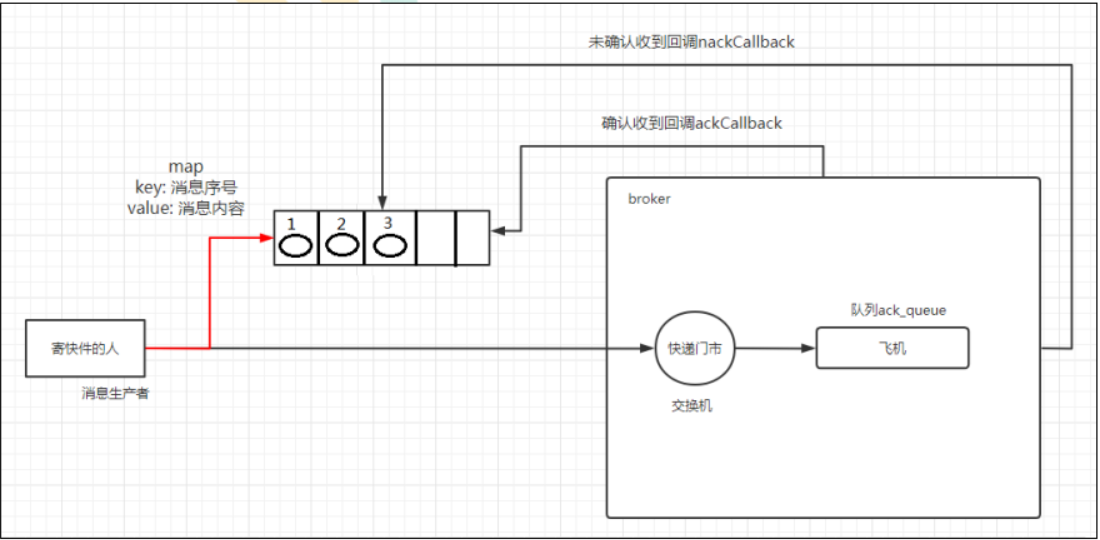 未确认收到回调nackCallback
确认收到回调ackCallback
map
key: 消息序号
value: 消息内容
1 2 3
broker
队列ack_queue
寄快件的人
快递门市
飞机
消息生产者
交换机